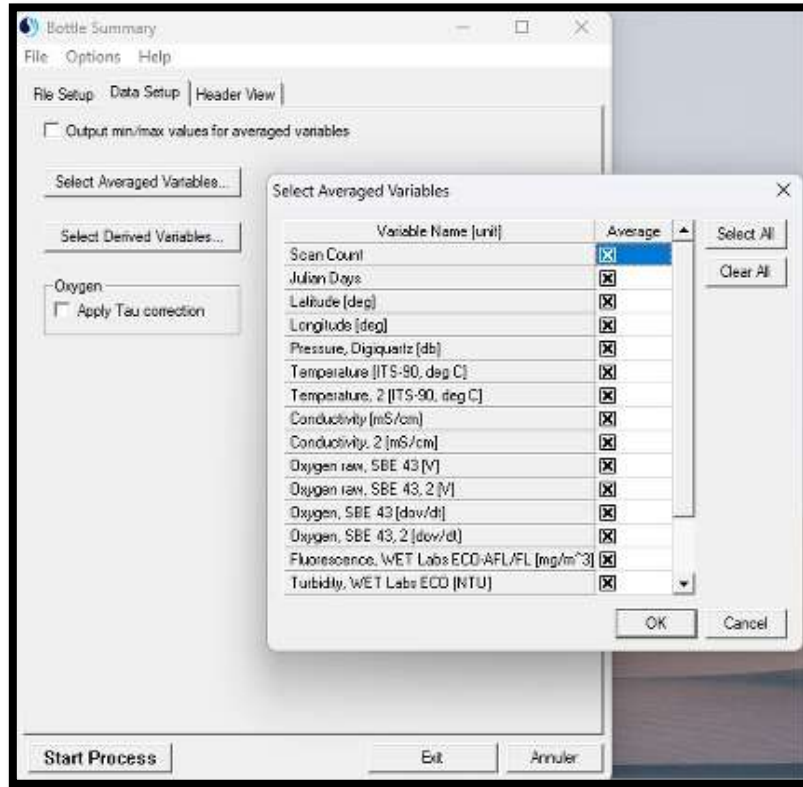 Bottle Summary
File Options Help
File Setup Data Setup Header View
Output min/max values for averaged variables
Select Averaged Variables...
Select Derived Variables...
Oxygen
Apply Tau correction
Select Averaged Variables
Variable Name [unit] Average
Select All
Clear All
Scan Count
Julian Days
Latitude [deg]
Longitude [deg]
Pressure, Digiquartz [db]
Temperature [ITS-90, deg C]
Temperature, 2 [ITS-90, deg C]
Conductivity [mS/cm]
Conductivity, 2 [mS/cm]
Oxygen raw, SBE 43 [V]
Oxygen raw, SBE 43, 2 [V]
Oxygen, SBE 43 [dov/dt]
Oxygen, SBE 43, 2 [dov/dt]
Fluorescence, WET Labs ECO-AFL/FL [mg/m^3]
Turbidity, WET Labs ECO [NTU]
OK Cancel
Start Process Exit Annuler